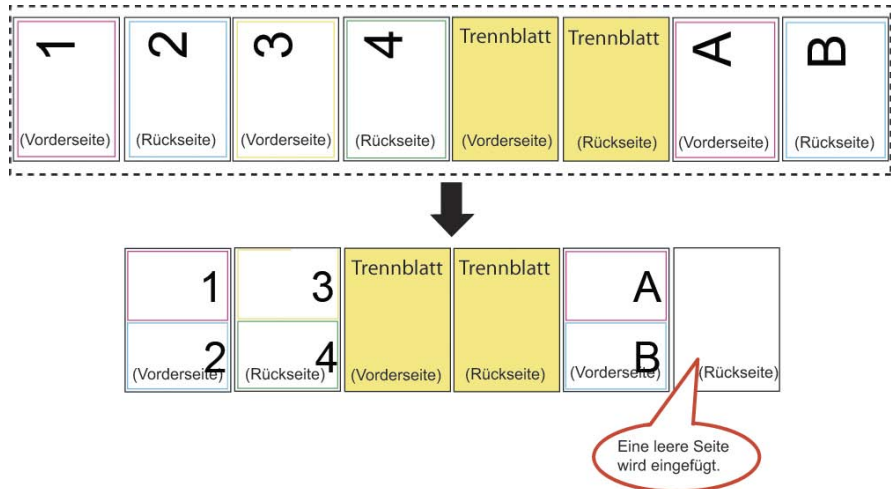 1 2 3 4 Trennblatt Trennblatt A B
(Vorderseite) (Rückseite) (Vorderseite) (Rückseite) (Vorderseite) (Rückseite) (Vorderseite) (Rückseite)
1 3 Trennblatt Trennblatt A
2 4 B
(Vorderseite) (Rückseite) (Vorderseite) (Rückseite) (Vorderseite) (Rückseite)
Eine leere Seite
wird eingefügt.